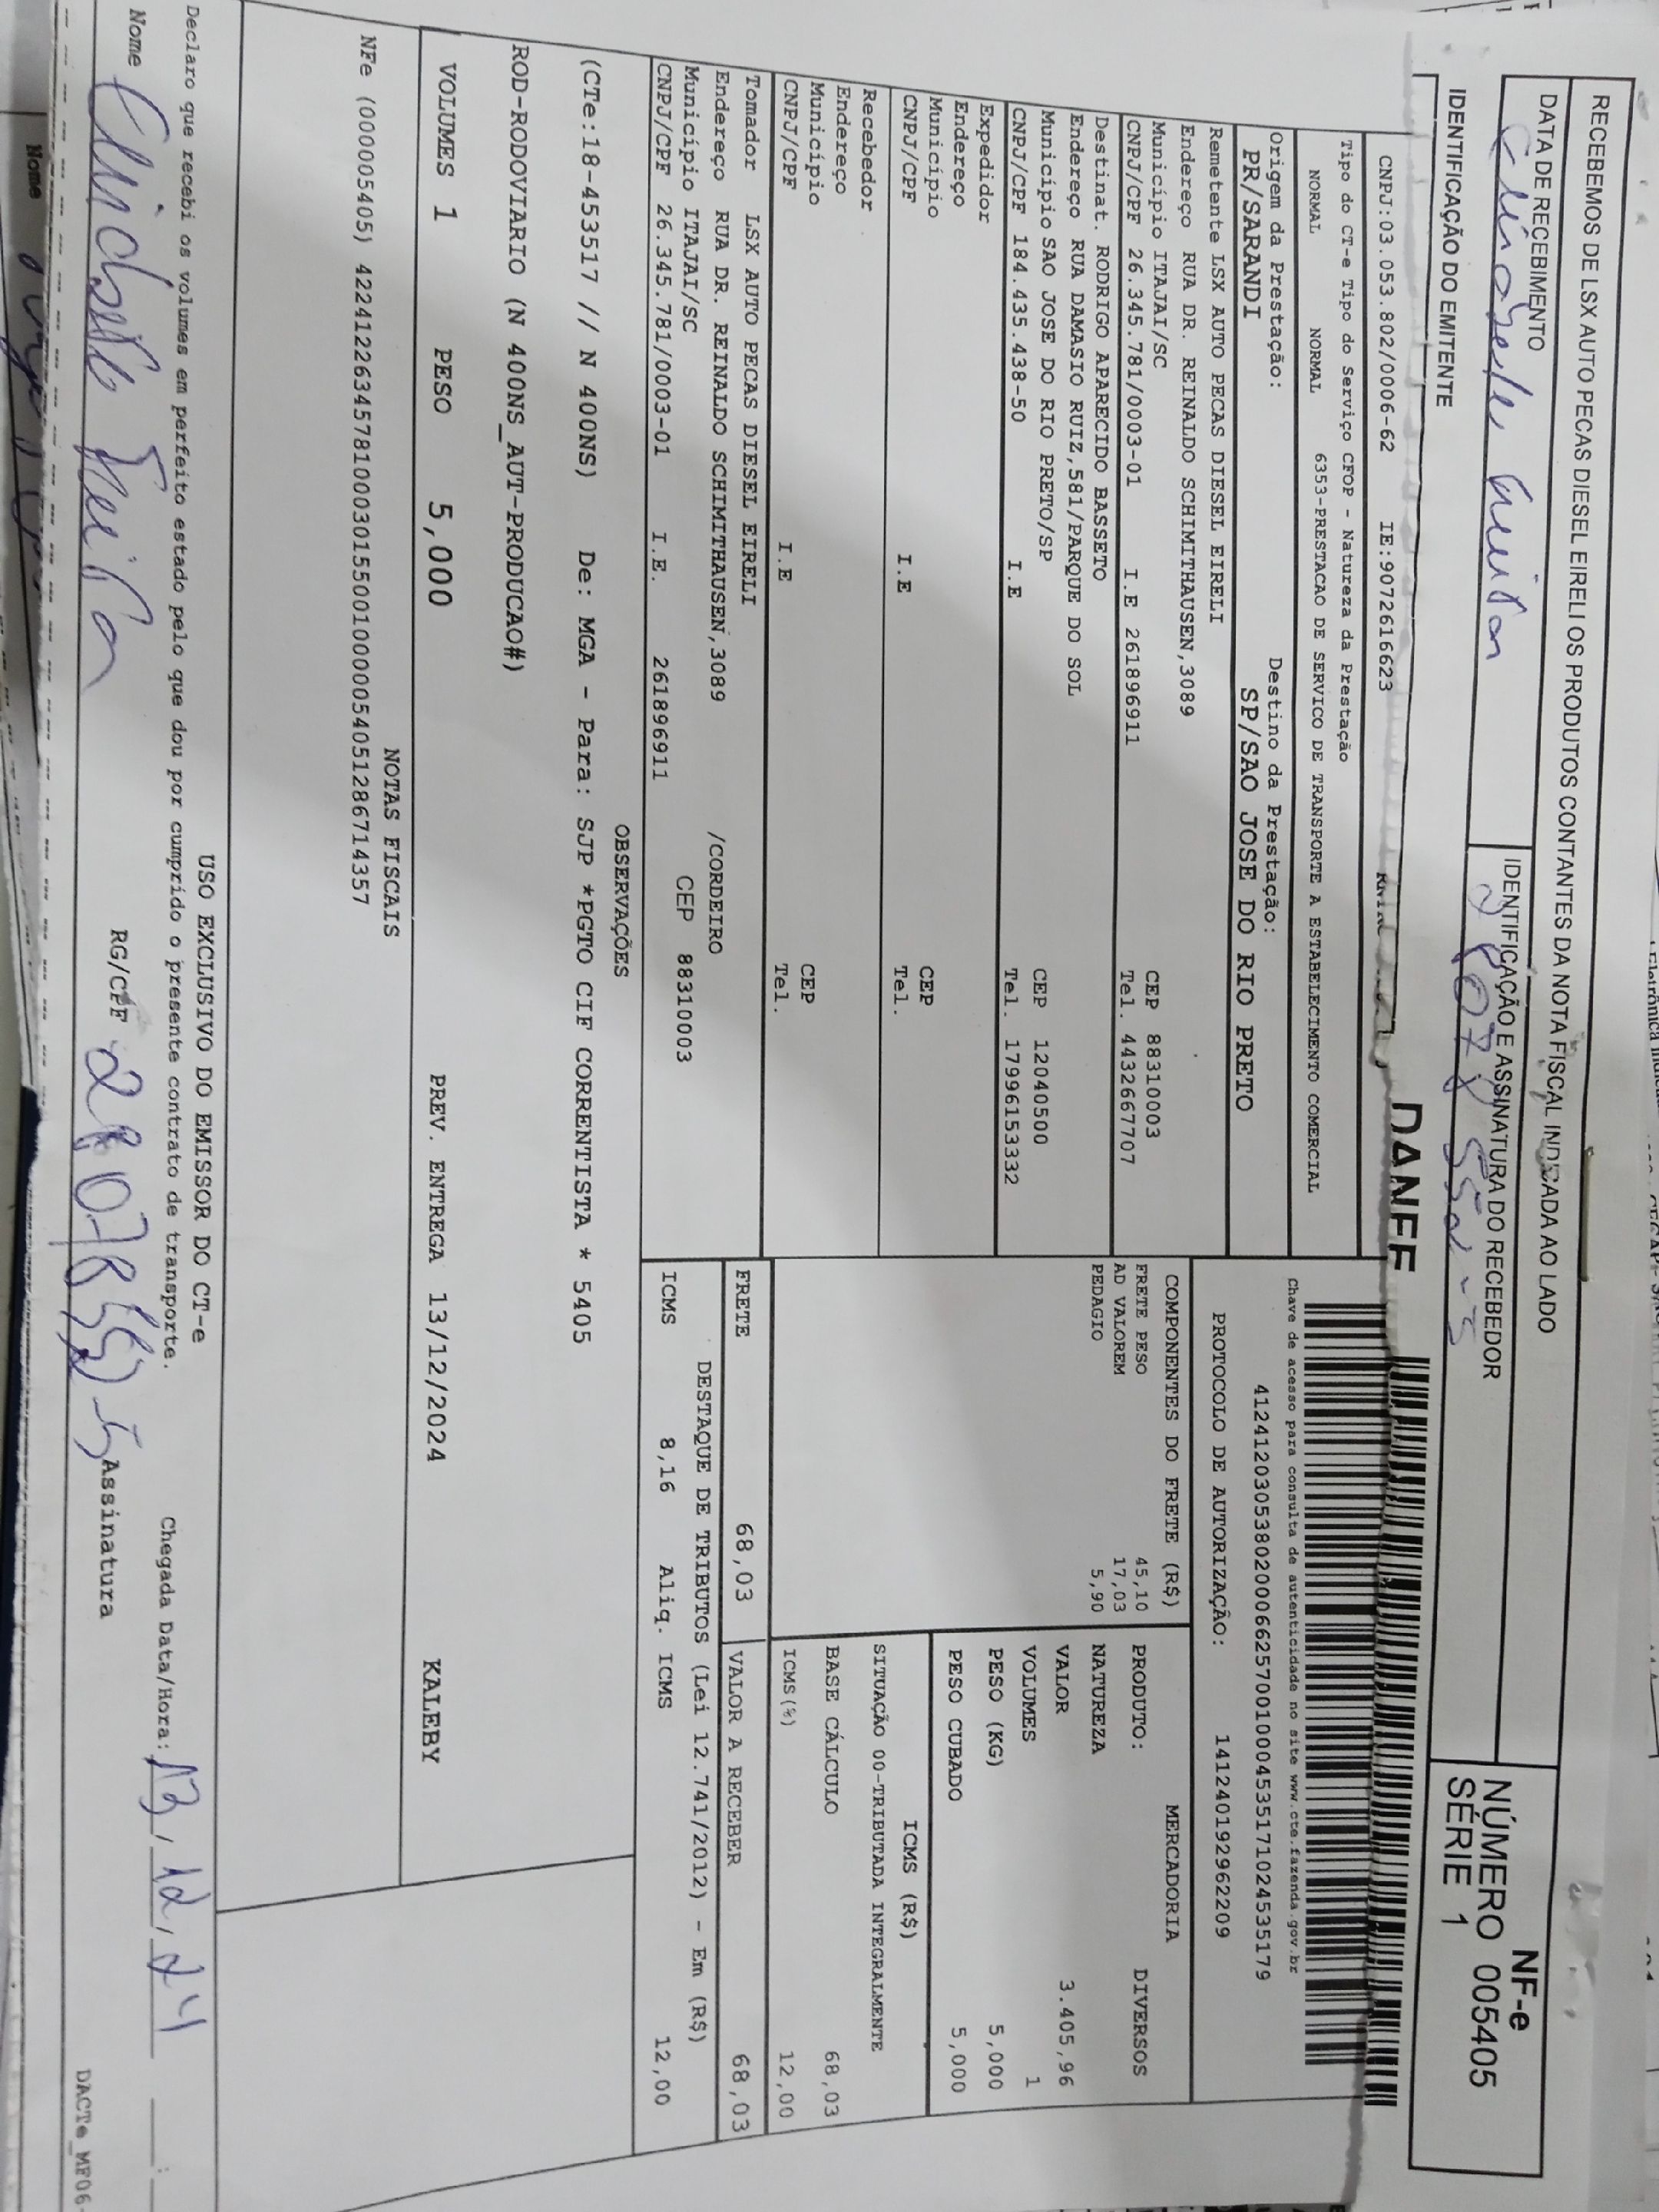 RECEBEMOS DE LSX AUTO PECAS DIESEL EIRELI OS PRODUTOS CONTANTES DA NOTA FISCAL INDICADA AO LADO
DATA DE RECEBIMENTO
IDENTIFICAÇÃO E ASSINATURA DO RECEBEDOR
NF-e
NÚMERO 005405
SÉRIE 1
IDENTIFICAÇÃO DO EMITENTE
DANFE
CNPJ:03.053.802/0006-62 IE:9072616623
Tipo do CT-e Tipo do Serviço CFOP - Natureza da Prestação
NORMAL NORMAL 6353-PRESTACAO DE SERVICO DE TRANSPORTE A ESTABELECIMENTO COMERCIAL
Chave de acesso para consulta de autenticidade no site www.cte.fazenda.gov.br
41241203053802000662570010004535171024535179
Origem da Prestação: Destino da Prestação:
PR/SARANDI SP/SAO JOSE DO RIO PRETO
PROTOCOLO DE AUTORIZAÇÃO: 141240192962209
Remetente LSX AUTO PECAS DIESEL EIRELI
Endereço RUA DR. REINALDO SCHIMITHAUSEN,3089
Município ITAJAI/SC CEP 88310003
CNPJ/CPF 26.345.781/0003-01 I.E 261896911 Tel. 4432667707
Destinat. RODRIGO APARECIDO BASSETO
Endereço RUA DAMASIO RUIZ,581/PARQUE DO SOL
Município SAO JOSE DO RIO PRETO/SP CEP 12040500
CNPJ/CPF 184.435.438-50 I.E Tel. 17996153332
Expedidor
Endereço
Município CEP
CNPJ/CPF I.E Tel.
Recebedor
Endereço
Município CEP
CNPJ/CPF I.E Tel.
Tomador LSX AUTO PECAS DIESEL EIRELI
Endereço RUA DR. REINALDO SCHIMITHAUSEN,3089 /CORDEIRO
Município ITAJAI/SC CEP 88310003
CNPJ/CPF 26.345.781/0003-01 I.E. 261896911
COMPONENTES DO FRETE (R$)
FRETE PESO 45,10
AD VALOREM 17,03
PEDAGIO 5,90
MERCADORIA
PRODUTO: DIVERSOS
NATUREZA
VALOR 3.405,96
VOLUMES 1
PESO (KG) 5,000
PESO CUBADO 5,000
ICMS (R$)
SITUAÇÃO 00-TRIBUTADA INTEGRALMENTE
BASE CÁLCULO 68,03
ICMS(%) 12,00
FRETE 68,03 VALOR A RECEBER 68,03
DESTAQUE DE TRIBUTOS (Lei 12.741/2012) - Em (R$)
ICMS 8,16 Aliq. ICMS 12,00
OBSERVAÇÕES
(CTe:18-453517 // N 400NS) De: MGA - Para: SJP *PGTO CIF CORRENTISTA * 5405
ROD-RODOVIARIO (N 400NS_AUT-PRODUCAO#)
VOLUMES 1 PESO 5,000 PREV. ENTREGA 13/12/2024 KALEBY
NOTAS FISCAIS
NFe (000005405) 42241226345781000301550010000054051286714357
USO EXCLUSIVO DO EMISSOR DO CT-e
Declaro que recebi os volumes em perfeito estado pelo que dou por cumprido o presente contrato de transporte.
Chegada Data/Hora: 13, 12, 24
Nome RG/CPF Assinatura
DACTe_MF06
Nome